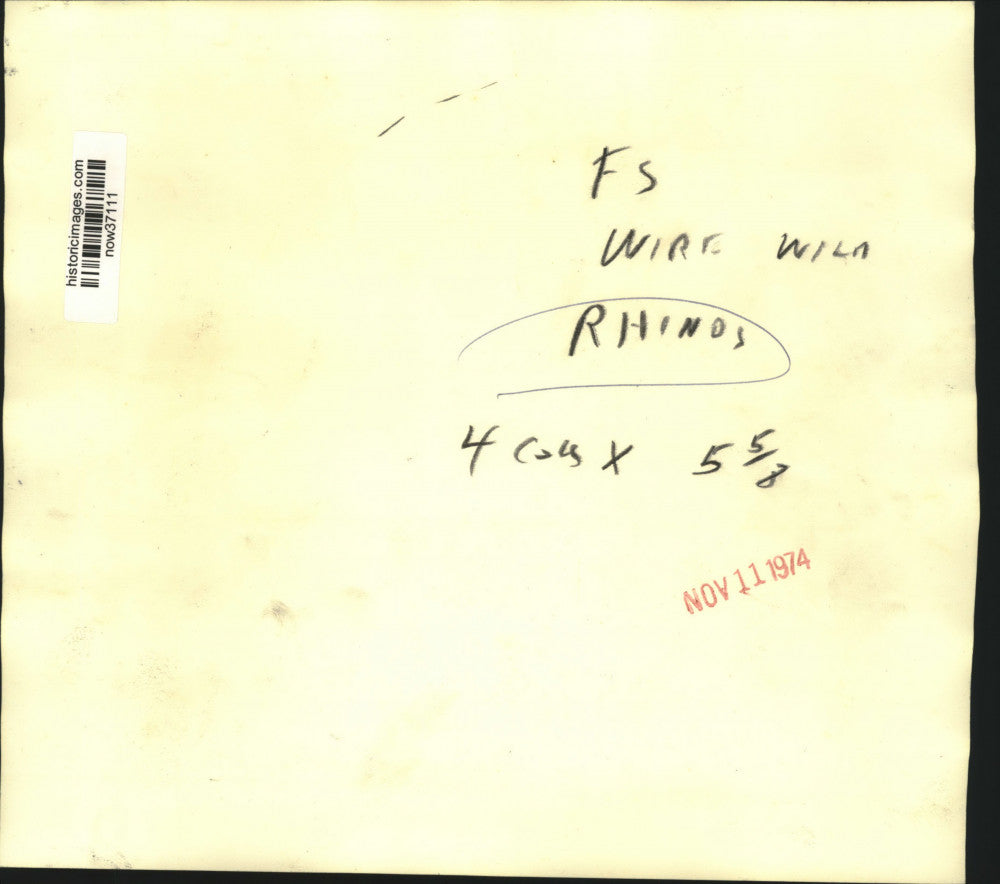 historicimages.com
now37111
FS
WIRE WILD
RHINOS
4 Cols X 5 5/8
NOV 11 1974